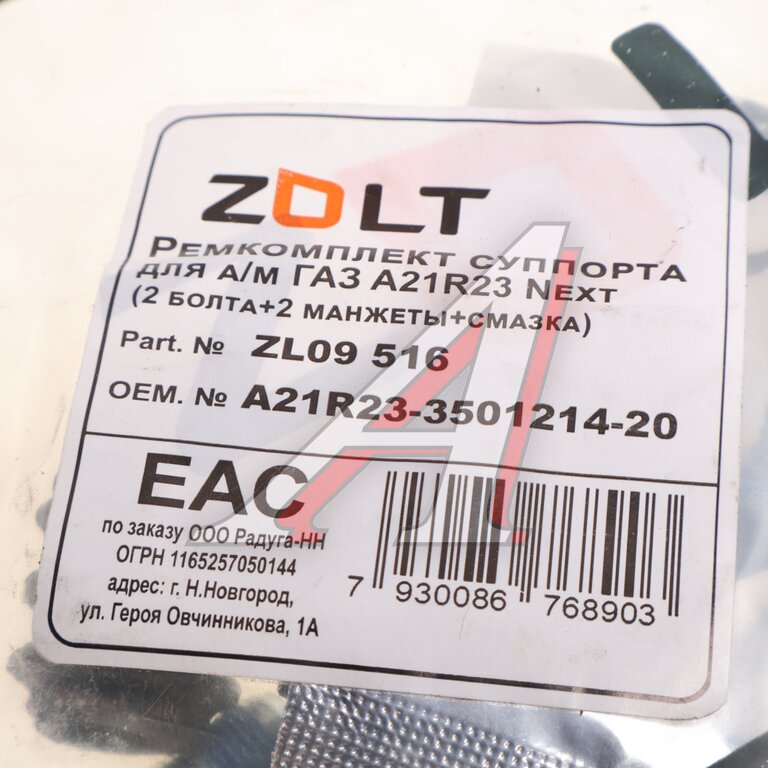 ZOLT
Ремкомплект суппорта
для а/м ГАЗ A21R23 Next
(2 болта+2 манжеты+смазка)
Part. № ZL09 516
OEM. № A21R23-3501214-20
EAC
по заказу ООО Радуга-НН
ОГРН 1165257050144
адрес: г. Н.Новгород,
ул. Героя Овчинникова, 1А
7 930086 768903